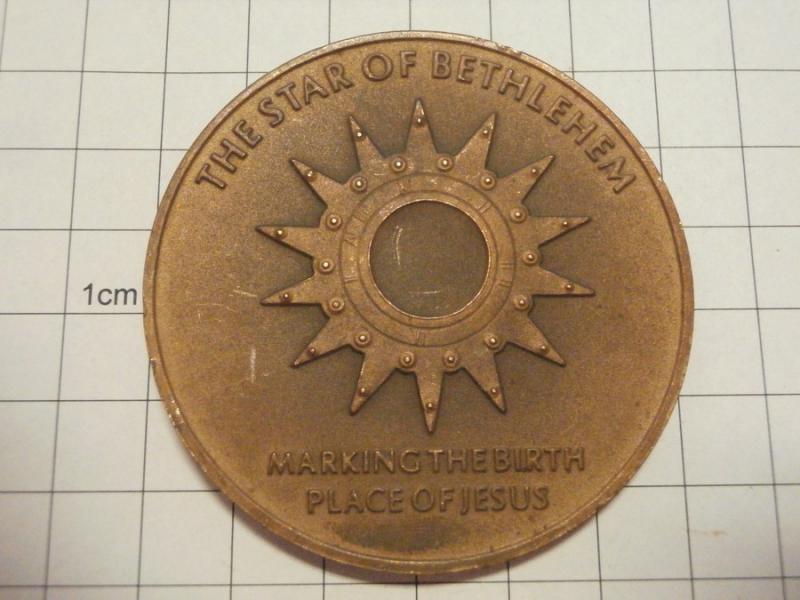 THE STAR OF BETHLEHEM
1cm
MARKING THE BIRTH
PLACE OF JESUS